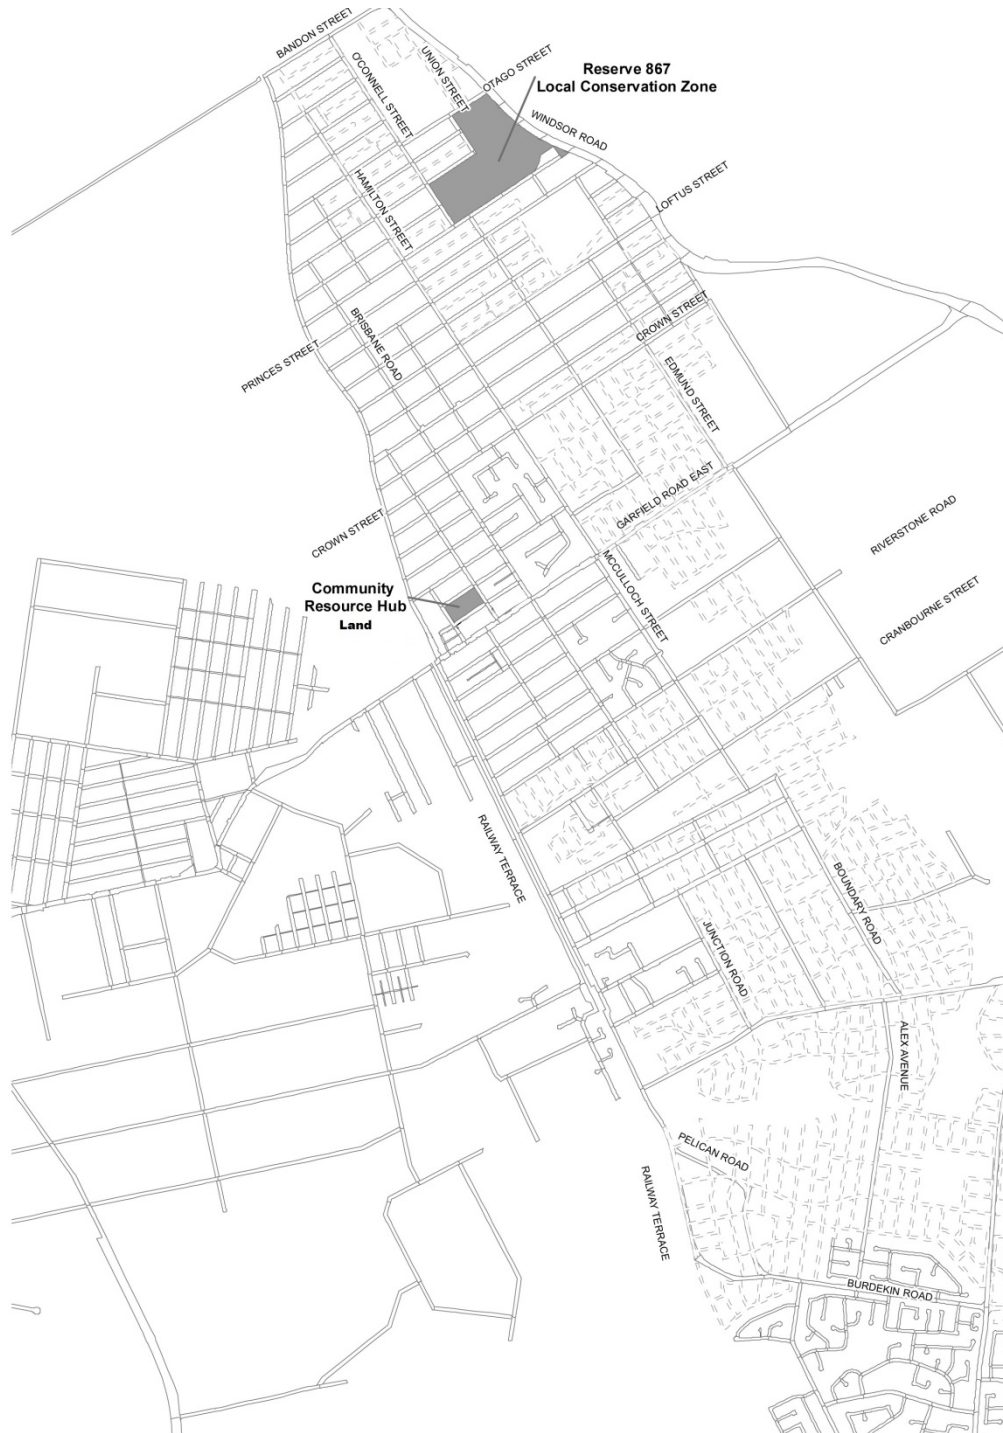 BANDON STREET
O'CONNELL STREET
UNION STREET
OTAGO STREET
Reserve 867
Local Conservation Zone
WINDSOR ROAD
HAMILTON STREET
LOFTUS STREET
BRISBANE ROAD
PRINCES STREET
CROWN STREET
EDMUND STREET
GARFIELD ROAD EAST
CROWN STREET
RIVERSTONE ROAD
MCCULLOCH STREET
CRANBOURNE STREET
Community
Resource Hub
Land
RAILWAY TERRACE
BOUNDARY ROAD
JUNCTION ROAD
ALEX AVENUE
PELICAN ROAD
RAILWAY TERRACE
BURDEKIN ROAD